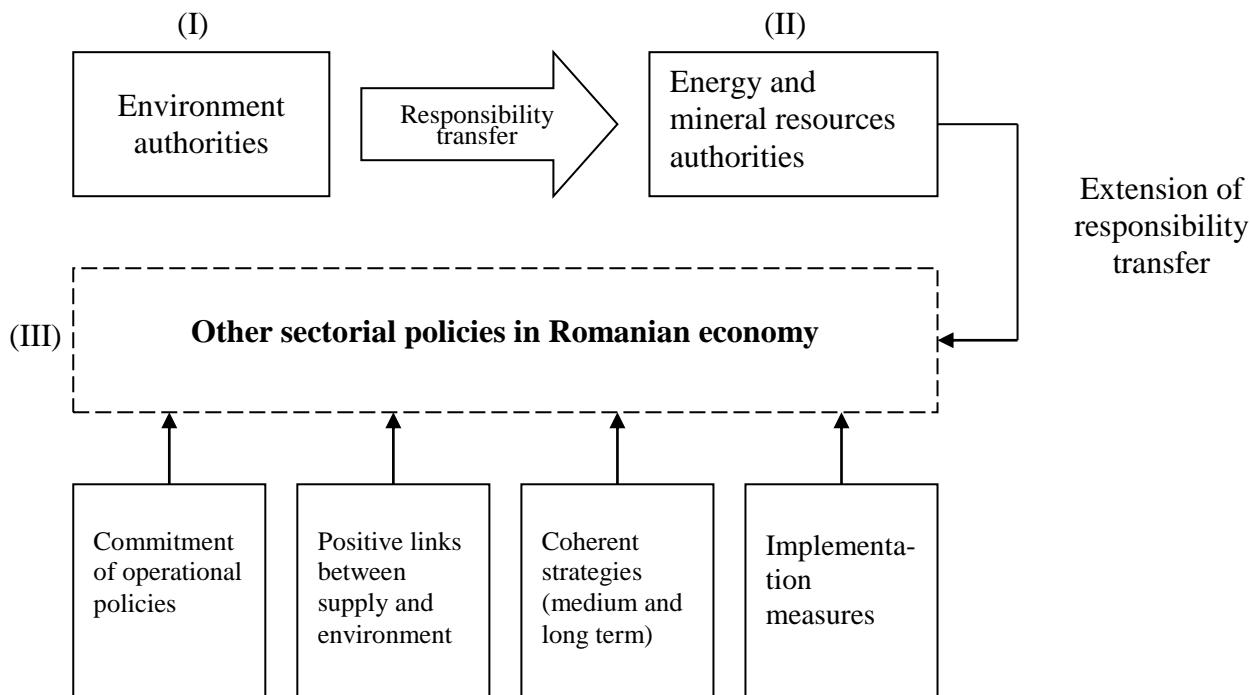 (I)
(II)
Environment
authorities
Responsibility
transfer
Energy and
mineral resources
authorities
Extension of
responsibility
transfer
(III)
Other sectorial policies in Romanian economy
Commitment
of operational
policies
Positive links
between
supply and
environment
Coherent
strategies
(medium and
long term)
Implementa-
tion
measures